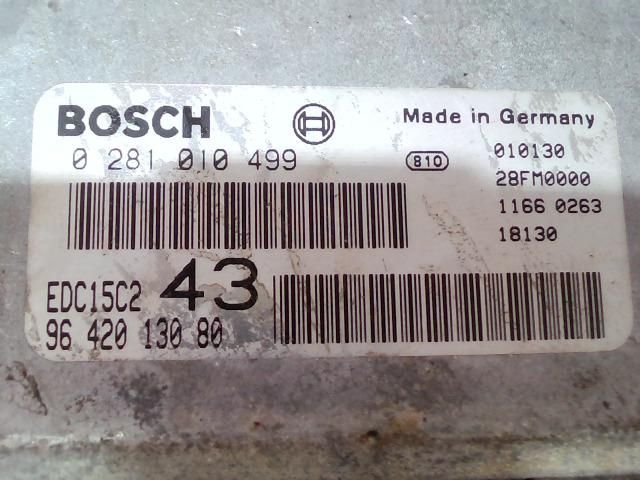 BOSCH
Made in Germany
0 281 010 499
810
010130
28FM0000
1166 0263
18130
EDC15C2 43
96 420 130 80